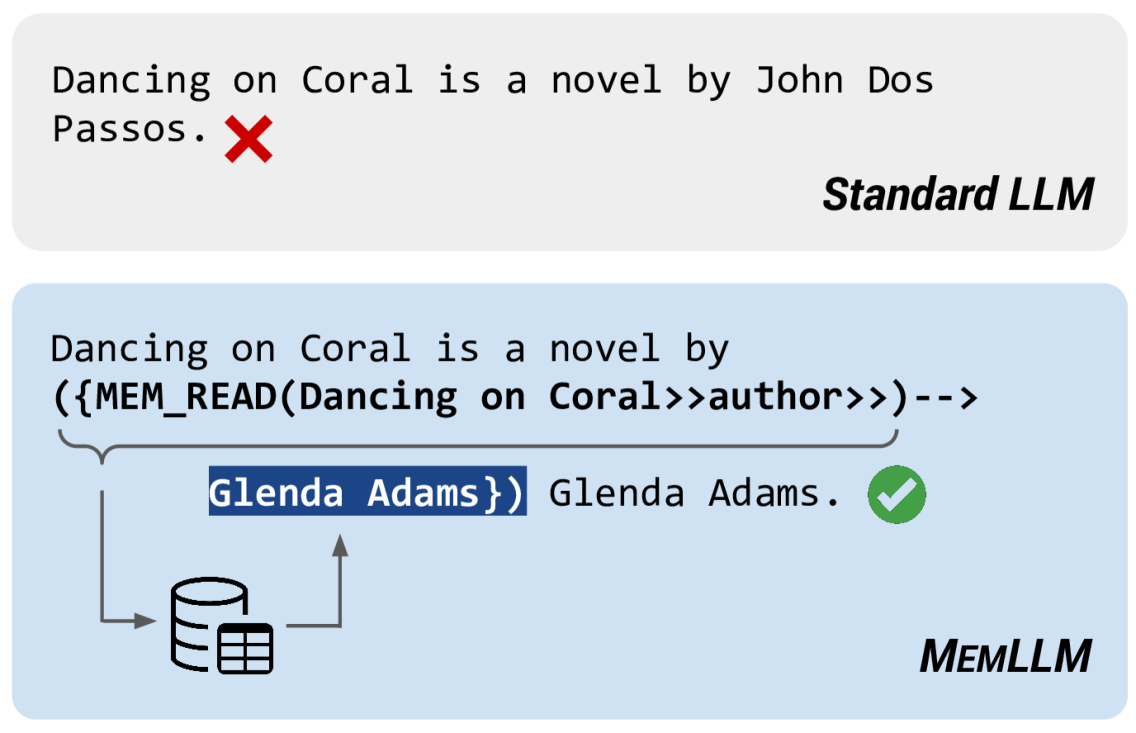 Dancing on Coral is a novel by John Dos
Passos.
Standard LLM
Dancing on Coral is a novel by
({MEM_READ(Dancing on Coral>>author>>)-->
Glenda Adams}) Glenda Adams.
MEMLLM